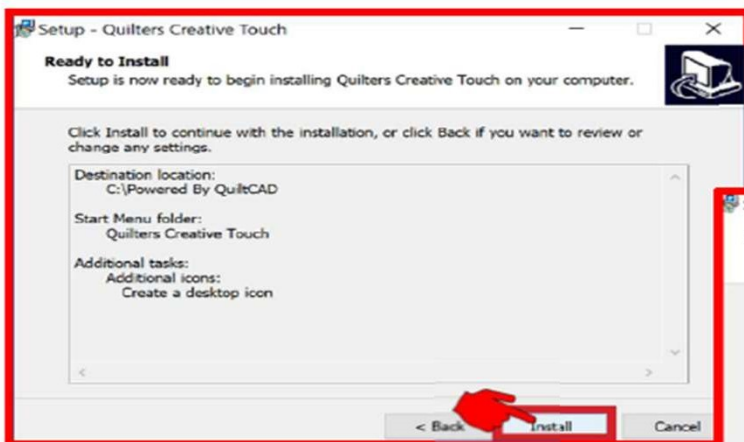 Setup - Quilters Creative Touch
Ready to Install
Setup is now ready to begin installing Quilters Creative Touch on your computer.
Click Install to continue with the installation, or click Back if you want to review or
change any settings.
Destination location:
C:\Powered By QuiltCAD
Start Menu folder:
Quilters Creative Touch
Additional tasks:
Additional icons:
Create a desktop icon
< Back Install Cancel